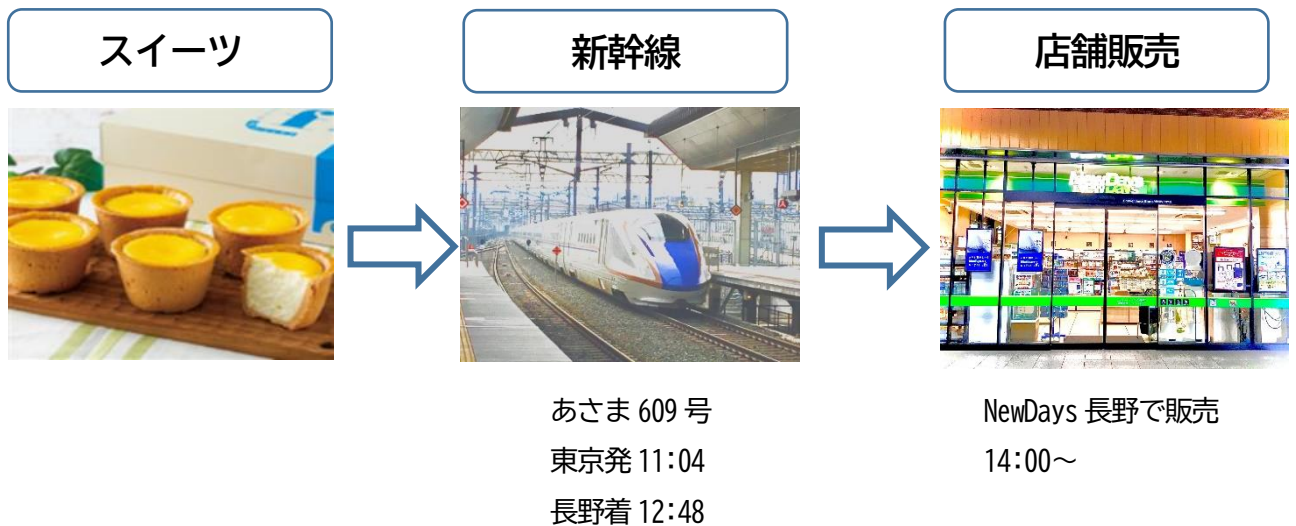 スイーツ
新幹線
店舗販売
NewDays
あさま 609 号
東京発 11:04
長野着 12:48
NewDays 長野で販売
14:00～